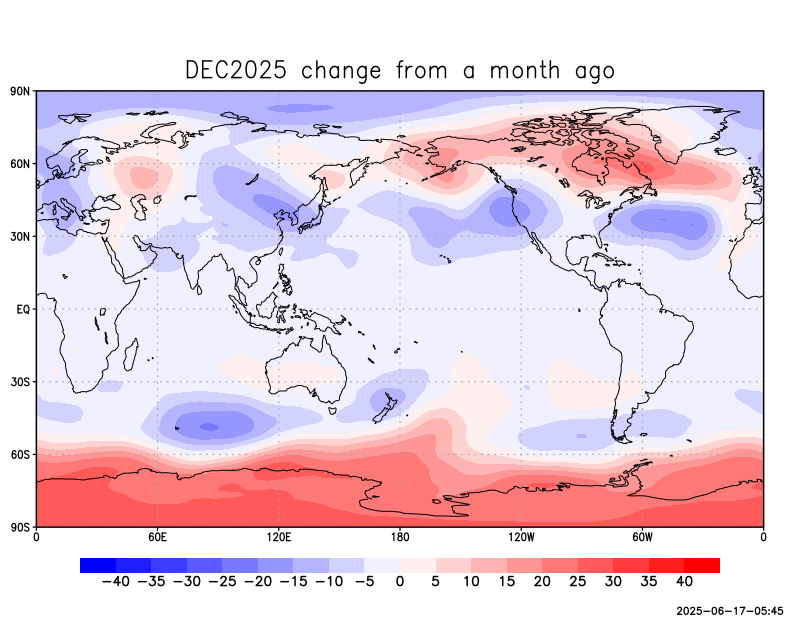 DEC2025 change from a month ago
90N
60N
30N
EQ
30S
60S
90S
0 60E 120E 180 120W 60W 0
−40 −35 −30 −25 −20 −15 −10 −5 0 5 10 15 20 25 30 35 40
2025-06-17-05:45